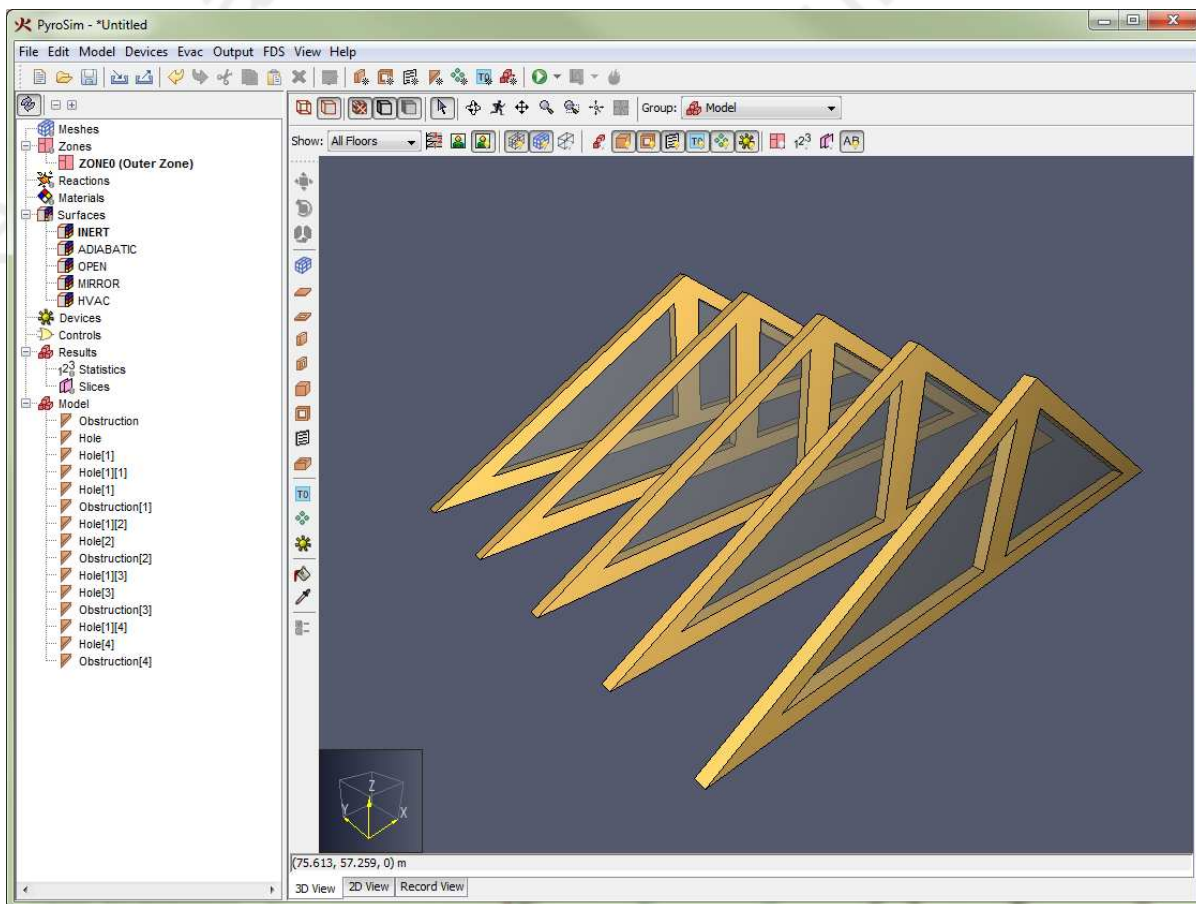 PyroSim - *Untitled
File Edit Model Devices Evac Output FDS View Help
Group: Model
Show: All Floors
Meshes
Zones
ZONE0 (Outer Zone)
Reactions
Materials
Surfaces
INERT
ADIABATIC
OPEN
MIRROR
HVAC
Devices
Controls
Results
Statistics
Slices
Model
Obstruction
Hole
Hole[1]
Hole[1][1]
Hole[1]
Obstruction[1]
Hole[1][2]
Hole[2]
Obstruction[2]
Hole[1][3]
Hole[3]
Obstruction[3]
Hole[1][4]
Hole[4]
Obstruction[4]
Z
Y
X
(75.613, 57.259, 0) m
3D View 2D View Record View